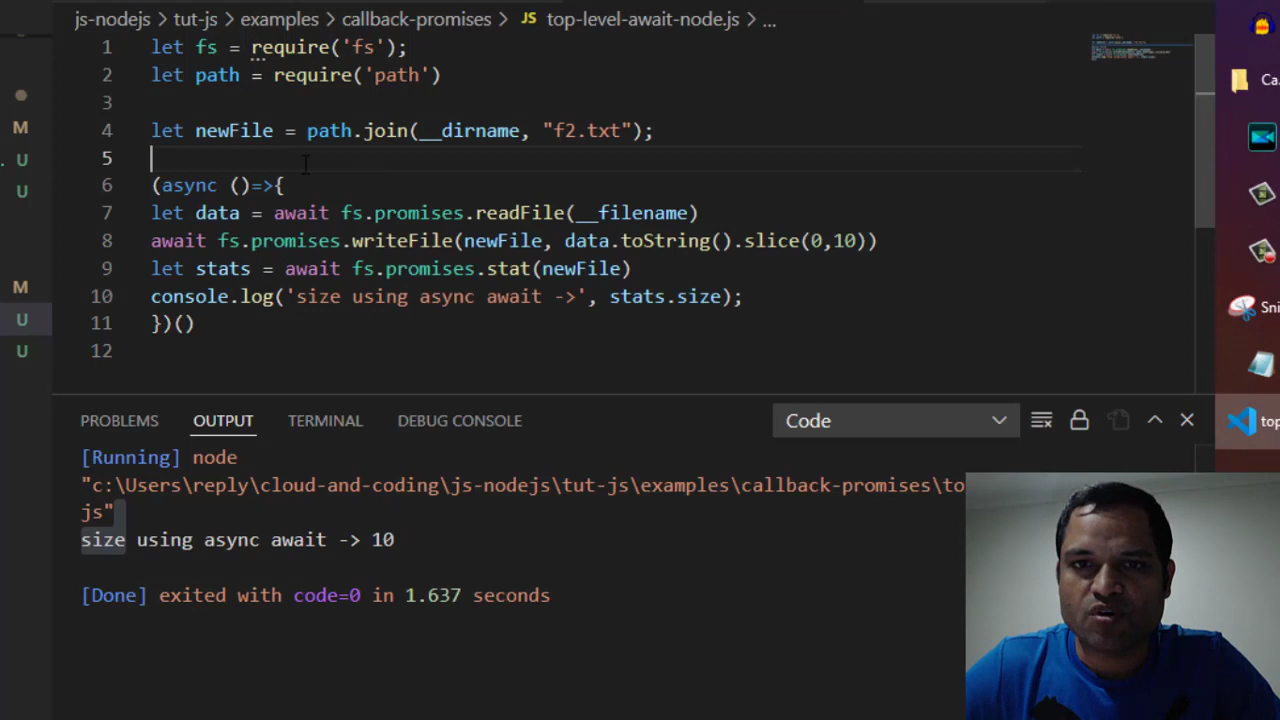 js-nodejs > tut-js > examples > callback-promises > JS top-level-await-node.js > ...
1 let fs = require('fs');
2 let path = require('path')
3
4 let newFile = path.join(__dirname, "f2.txt");
5
6 (async ()=>{
7 let data = await fs.promises.readFile(__filename)
8 await fs.promises.writeFile(newFile, data.toString().slice(0,10))
9 let stats = await fs.promises.stat(newFile)
10 console.log('size using async await ->', stats.size);
11 })()
12
M
U
U
M
U
U
Ca.
Sni
top
PROBLEMS OUTPUT TERMINAL DEBUG CONSOLE Code
[Running] node
"c:\Users\reply\cloud-and-coding\js-nodejs\tut-js\examples\callback-promises\to
js"
size using async await -> 10
[Done] exited with code=0 in 1.637 seconds